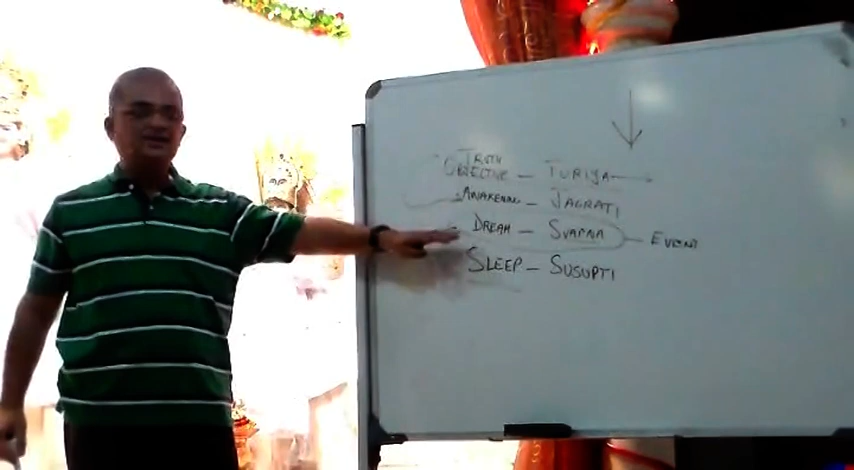 TRUTH
OBJECTIVE – TURIYA
AWAKENING – JAGRATI
DREAM – SVAPNA – EVENT
SLEEP – SUSUPTI